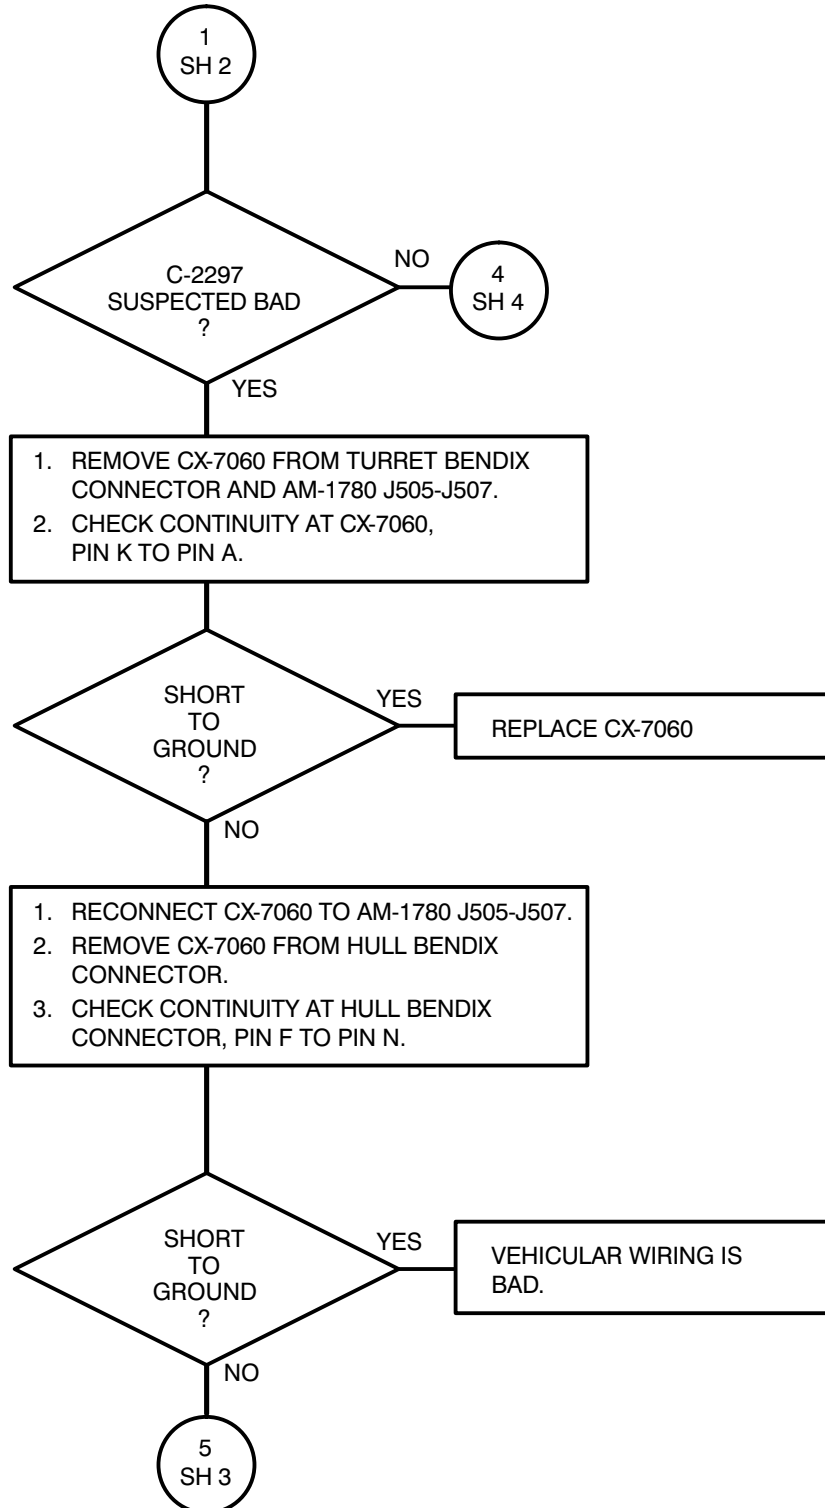 1
SH 2
C-2297
SUSPECTED BAD
?
NO
4
SH 4
YES
1. REMOVE CX-7060 FROM TURRET BENDIX
CONNECTOR AND AM-1780 J505-J507.
2. CHECK CONTINUITY AT CX-7060,
PIN K TO PIN A.
SHORT
TO
GROUND
?
YES
REPLACE CX-7060
NO
1. RECONNECT CX-7060 TO AM-1780 J505-J507.
2. REMOVE CX-7060 FROM HULL BENDIX
CONNECTOR.
3. CHECK CONTINUITY AT HULL BENDIX
CONNECTOR, PIN F TO PIN N.
SHORT
TO
GROUND
?
YES
VEHICULAR WIRING IS
BAD.
NO
5
SH 3